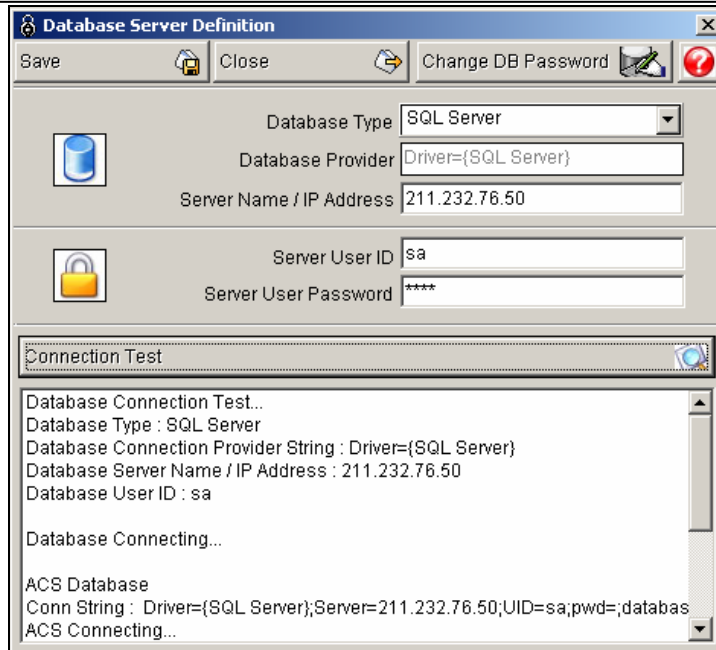 Database Server Definition
Save Close Change DB Password
Database Type SQL Server
Database Provider Driver={SQL Server}
Server Name / IP Address 211.232.76.50
Server User ID sa
Server User Password ****
Connection Test
Database Connection Test...
Database Type : SQL Server
Database Connection Provider String : Driver={SQL Server}
Database Server Name / IP Address : 211.232.76.50
Database User ID : sa
Database Connecting...
ACS Database
Conn String :  Driver={SQL Server};Server=211.232.76.50;UID=sa;pwd=;databas
ACS Connecting...